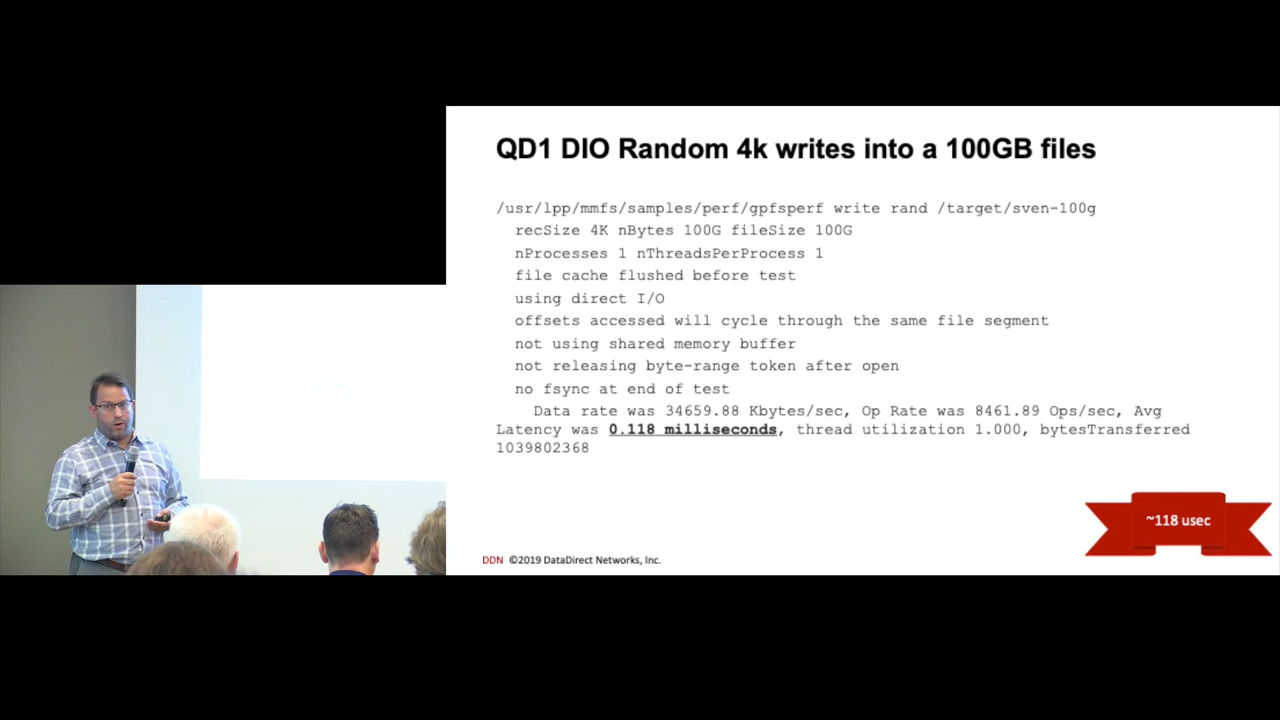 QD1 DIO Random 4k writes into a 100GB files
/usr/lpp/mmfs/samples/perf/gpfsperf write rand /target/sven-100g
recSize 4K nBytes 100G fileSize 100G
nProcesses 1 nThreadsPerProcess 1
file cache flushed before test
using direct I/O
offsets accessed will cycle through the same file segment
not using shared memory buffer
not releasing byte-range token after open
no fsync at end of test
Data rate was 34659.88 Kbytes/sec, Op Rate was 8461.89 Ops/sec, Avg
Latency was 0.118 milliseconds, thread utilization 1.000, bytesTransferred
1039802368
~118 usec
DDN ©2019 DataDirect Networks, Inc.